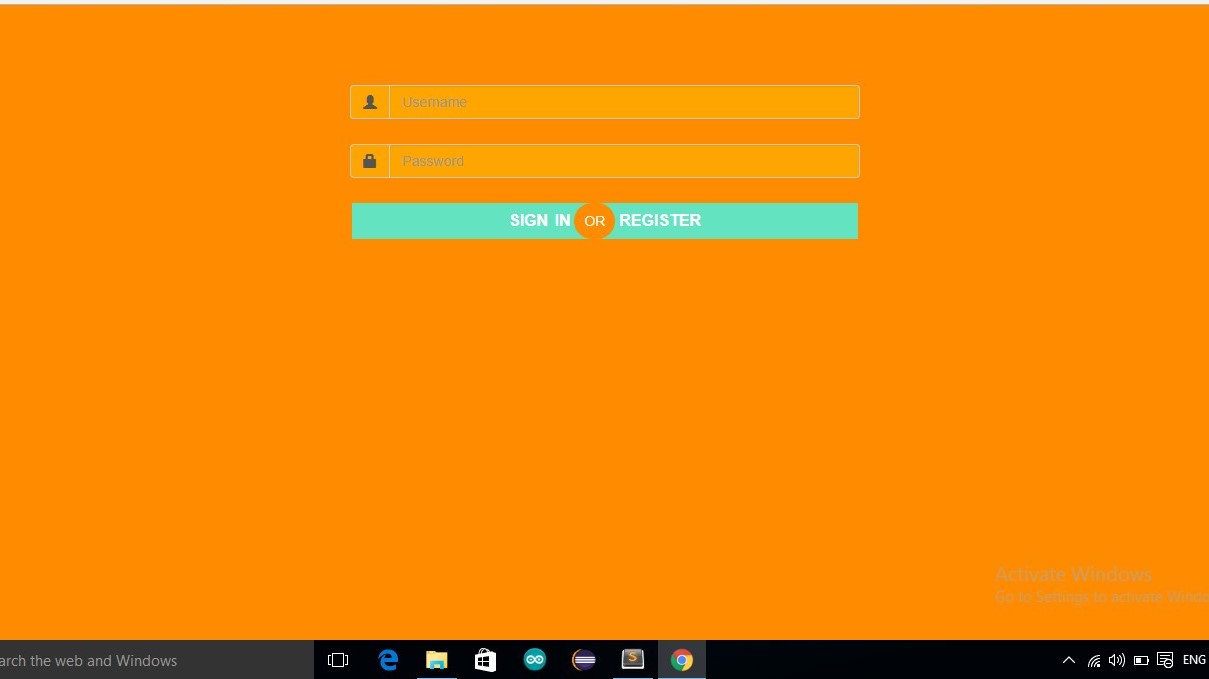 Username
Password
SIGN IN OR REGISTER
Activate Windows
Go to Settings to activate Windo
arch the web and Windows
S
ENG